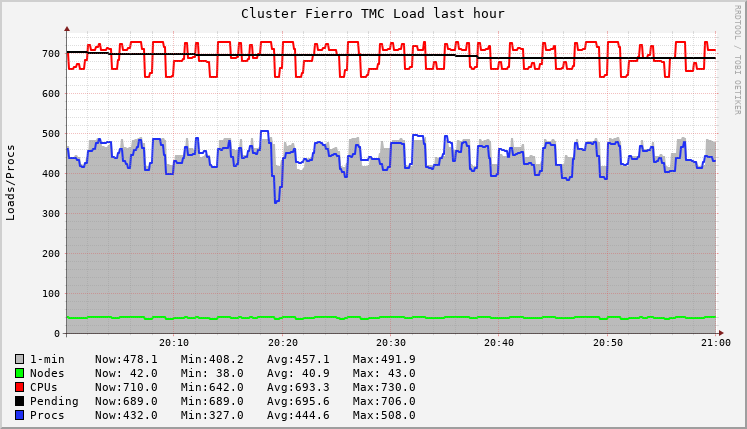 Cluster Fierro TMC Load last hour
RRDTOOL / TOBI OETIKER
Loads/Procs
700
600
500
400
300
200
100
0
20:10 20:20 20:30 20:40 20:50 21:00
1-min Now:478.1 Min:408.2 Avg:457.1 Max:491.9
Nodes Now: 42.0 Min: 38.0 Avg: 40.9 Max: 43.0
CPUs Now:710.0 Min:642.0 Avg:693.3 Max:730.0
Pending Now:689.0 Min:689.0 Avg:695.6 Max:706.0
Procs Now:432.0 Min:327.0 Avg:444.6 Max:508.0